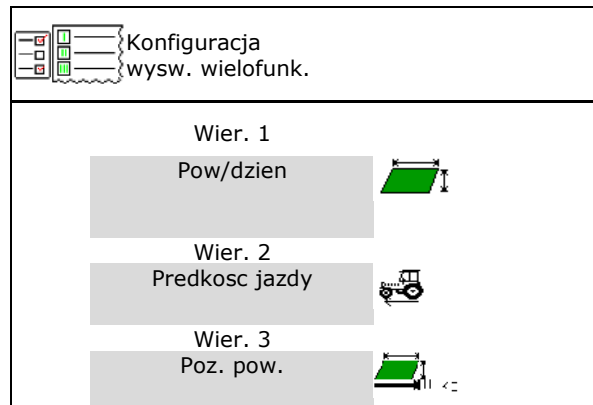 Konfiguracja
wysw. wielofunk.
Wier. 1
Pow/dzien
Wier. 2
Predkosc jazdy
Wier. 3
Poz. pow.